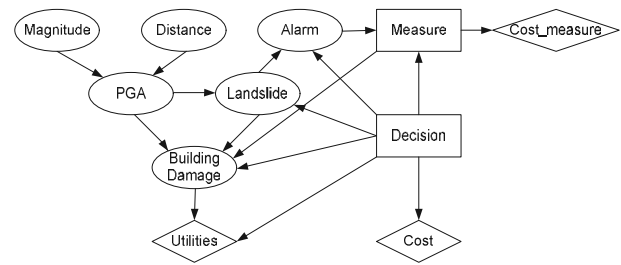 Magnitude
Distance
Alarm
Measure
Cost_measure
PGA
Landslide
Decision
Building
Damage
Utilities
Cost